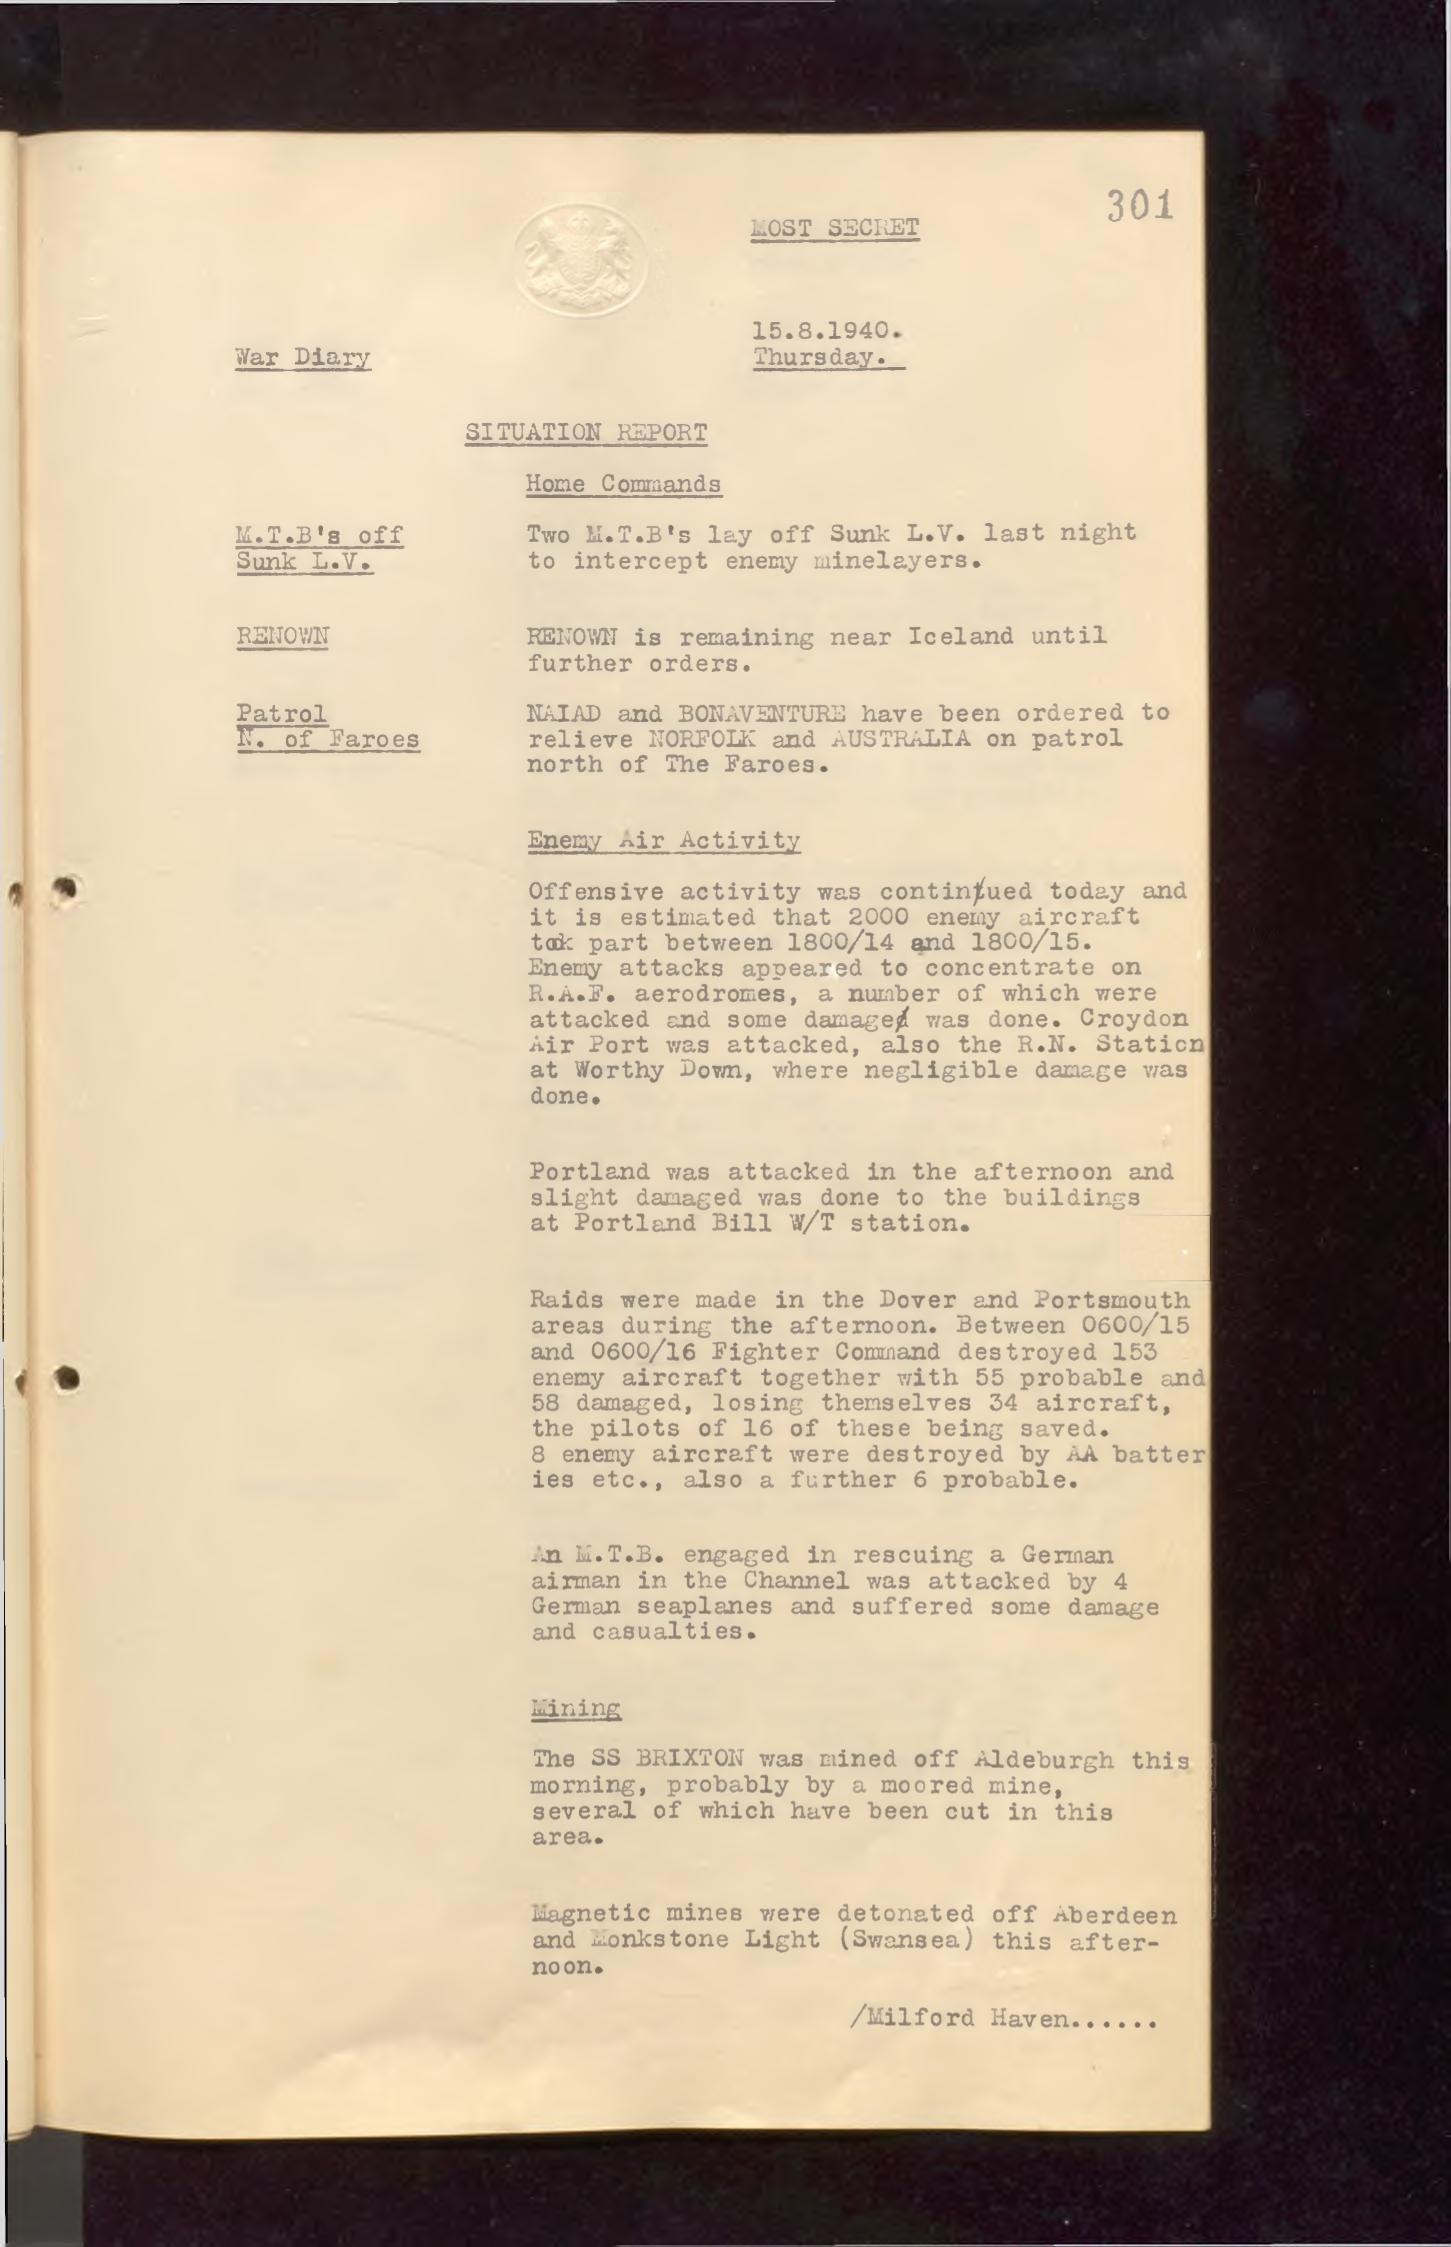 301
MOST SECRET
15.8.1940.
War Diary
Thursday.
SITUATION REPORT
Home Commands
M.T.B's off
Sunk L.V.
Two M.T.B's lay off Sunk L.V. last night
to intercept enemy minelayers.
RENOWN
RENOWN is remaining near Iceland until
further orders.
Patrol
N. of Faroes
NAIAD and BONAVENTURE have been ordered to
relieve NORFOLK and AUSTRALIA on patrol
north of The Faroes.
Enemy Air Activity
Offensive activity was continued today and
it is estimated that 2000 enemy aircraft
took part between 1800/14 and 1800/15.
Enemy attacks appeared to concentrate on
R.A.F. aerodromes, a number of which were
attacked and some damage was done. Croydon
Air Port was attacked, also the R.N. Station
at Worthy Down, where negligible damage was
done.
Portland was attacked in the afternoon and
slight damaged was done to the buildings
at Portland Bill W/T station.
Raids were made in the Dover and Portsmouth
areas during the afternoon. Between 0600/15
and 0600/16 Fighter Command destroyed 153
enemy aircraft together with 55 probable and
58 damaged, losing themselves 34 aircraft,
the pilots of 16 of these being saved.
8 enemy aircraft were destroyed by AA batter
ies etc., also a further 6 probable.
An M.T.B. engaged in rescuing a German
airman in the Channel was attacked by 4
German seaplanes and suffered some damage
and casualties.
Mining
The SS BRIXTON was mined off Aldeburgh this
morning, probably by a moored mine,
several of which have been cut in this
area.
Magnetic mines were detonated off Aberdeen
and Monkstone Light (Swansea) this after-
noon.
/Milford Haven......